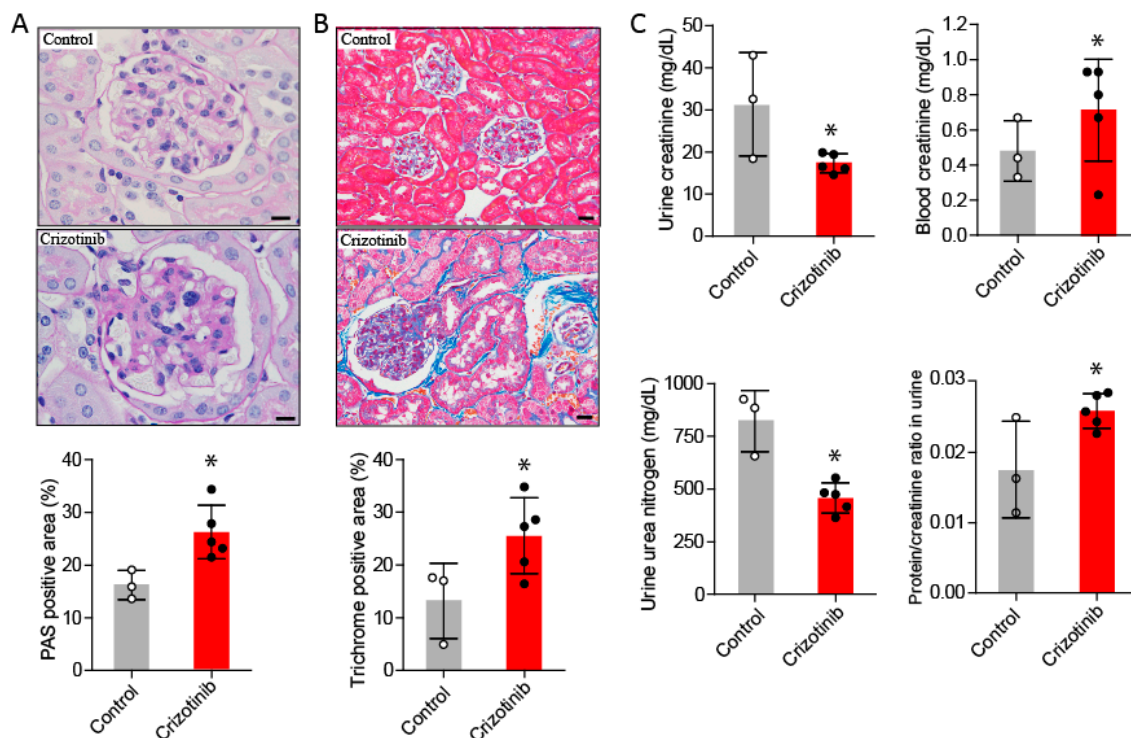 A
Control
Crizotinib
PAS positive area (%)
40
30
20
10
0
*
Control
Crizotinib
B
Control
Crizotinib
Trichrome positive area (%)
40
30
20
10
0
*
Control
Crizotinib
C
Urine creatinine (mg/dL)
50
40
30
20
10
0
*
Control
Crizotinib
Blood creatinine (mg/dL)
1.2
1.0
0.8
0.6
0.4
0.2
0.0
*
Control
Crizotinib
Urine urea nitrogen (mg/dL)
1000
750
500
250
0
*
Control
Crizotinib
Protein/creatinine ratio in urine
0.03
0.02
0.01
0.00
*
Control
Crizotinib